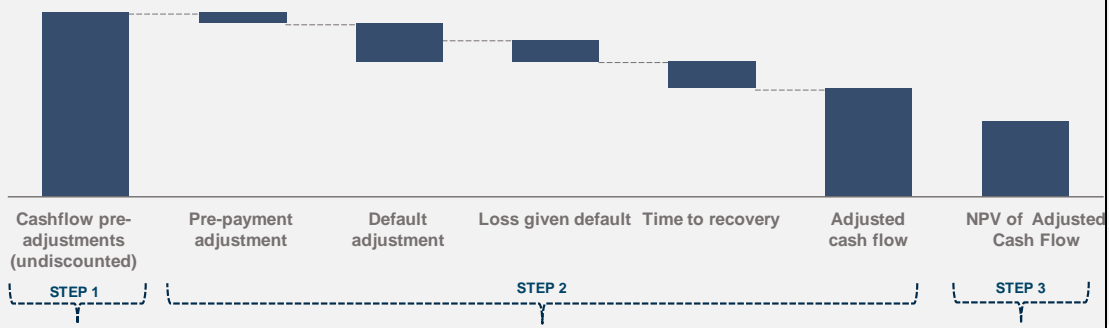 Cashflow pre-
adjustments
(undiscounted)
Pre-payment
adjustment
Default
adjustment
Loss given default
Time to recovery
Adjusted
cash flow
NPV of Adjusted
Cash Flow
STEP 1
STEP 2
STEP 3